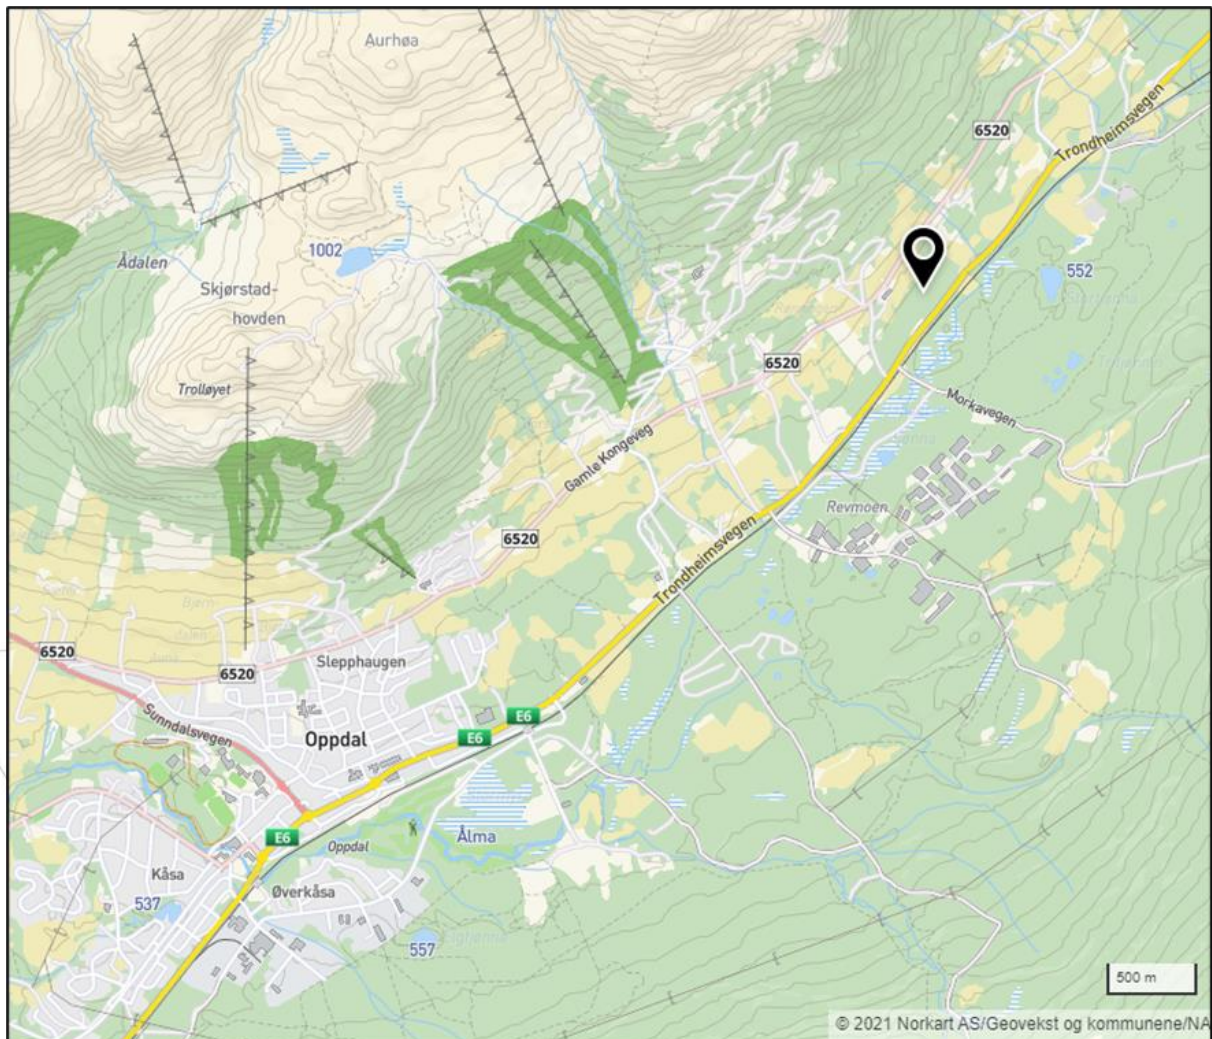 Aurhøa
6520
Trondheimsvegen
Ådalen
1002
552
Skjørstad-
hovden
Trolløyet
6520
Morkavegen
Gamle Kongeveg
Revmoen
6520
Trondheimsvegen
6520
6520
Slepphaugen
Sunndalsvegen
Oppdal
E6
E6
E6
Oppdal
Ålma
Kåsa
Øverkåsa
537
557
500 m
© 2021 Norkart AS/Geovekst og kommunene/NA